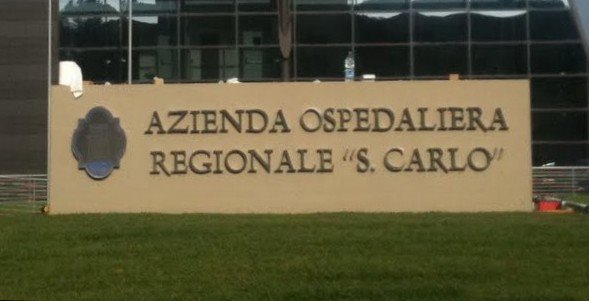 AZIENDA OSPEDALIERA
REGIONALE "S. CARLO"